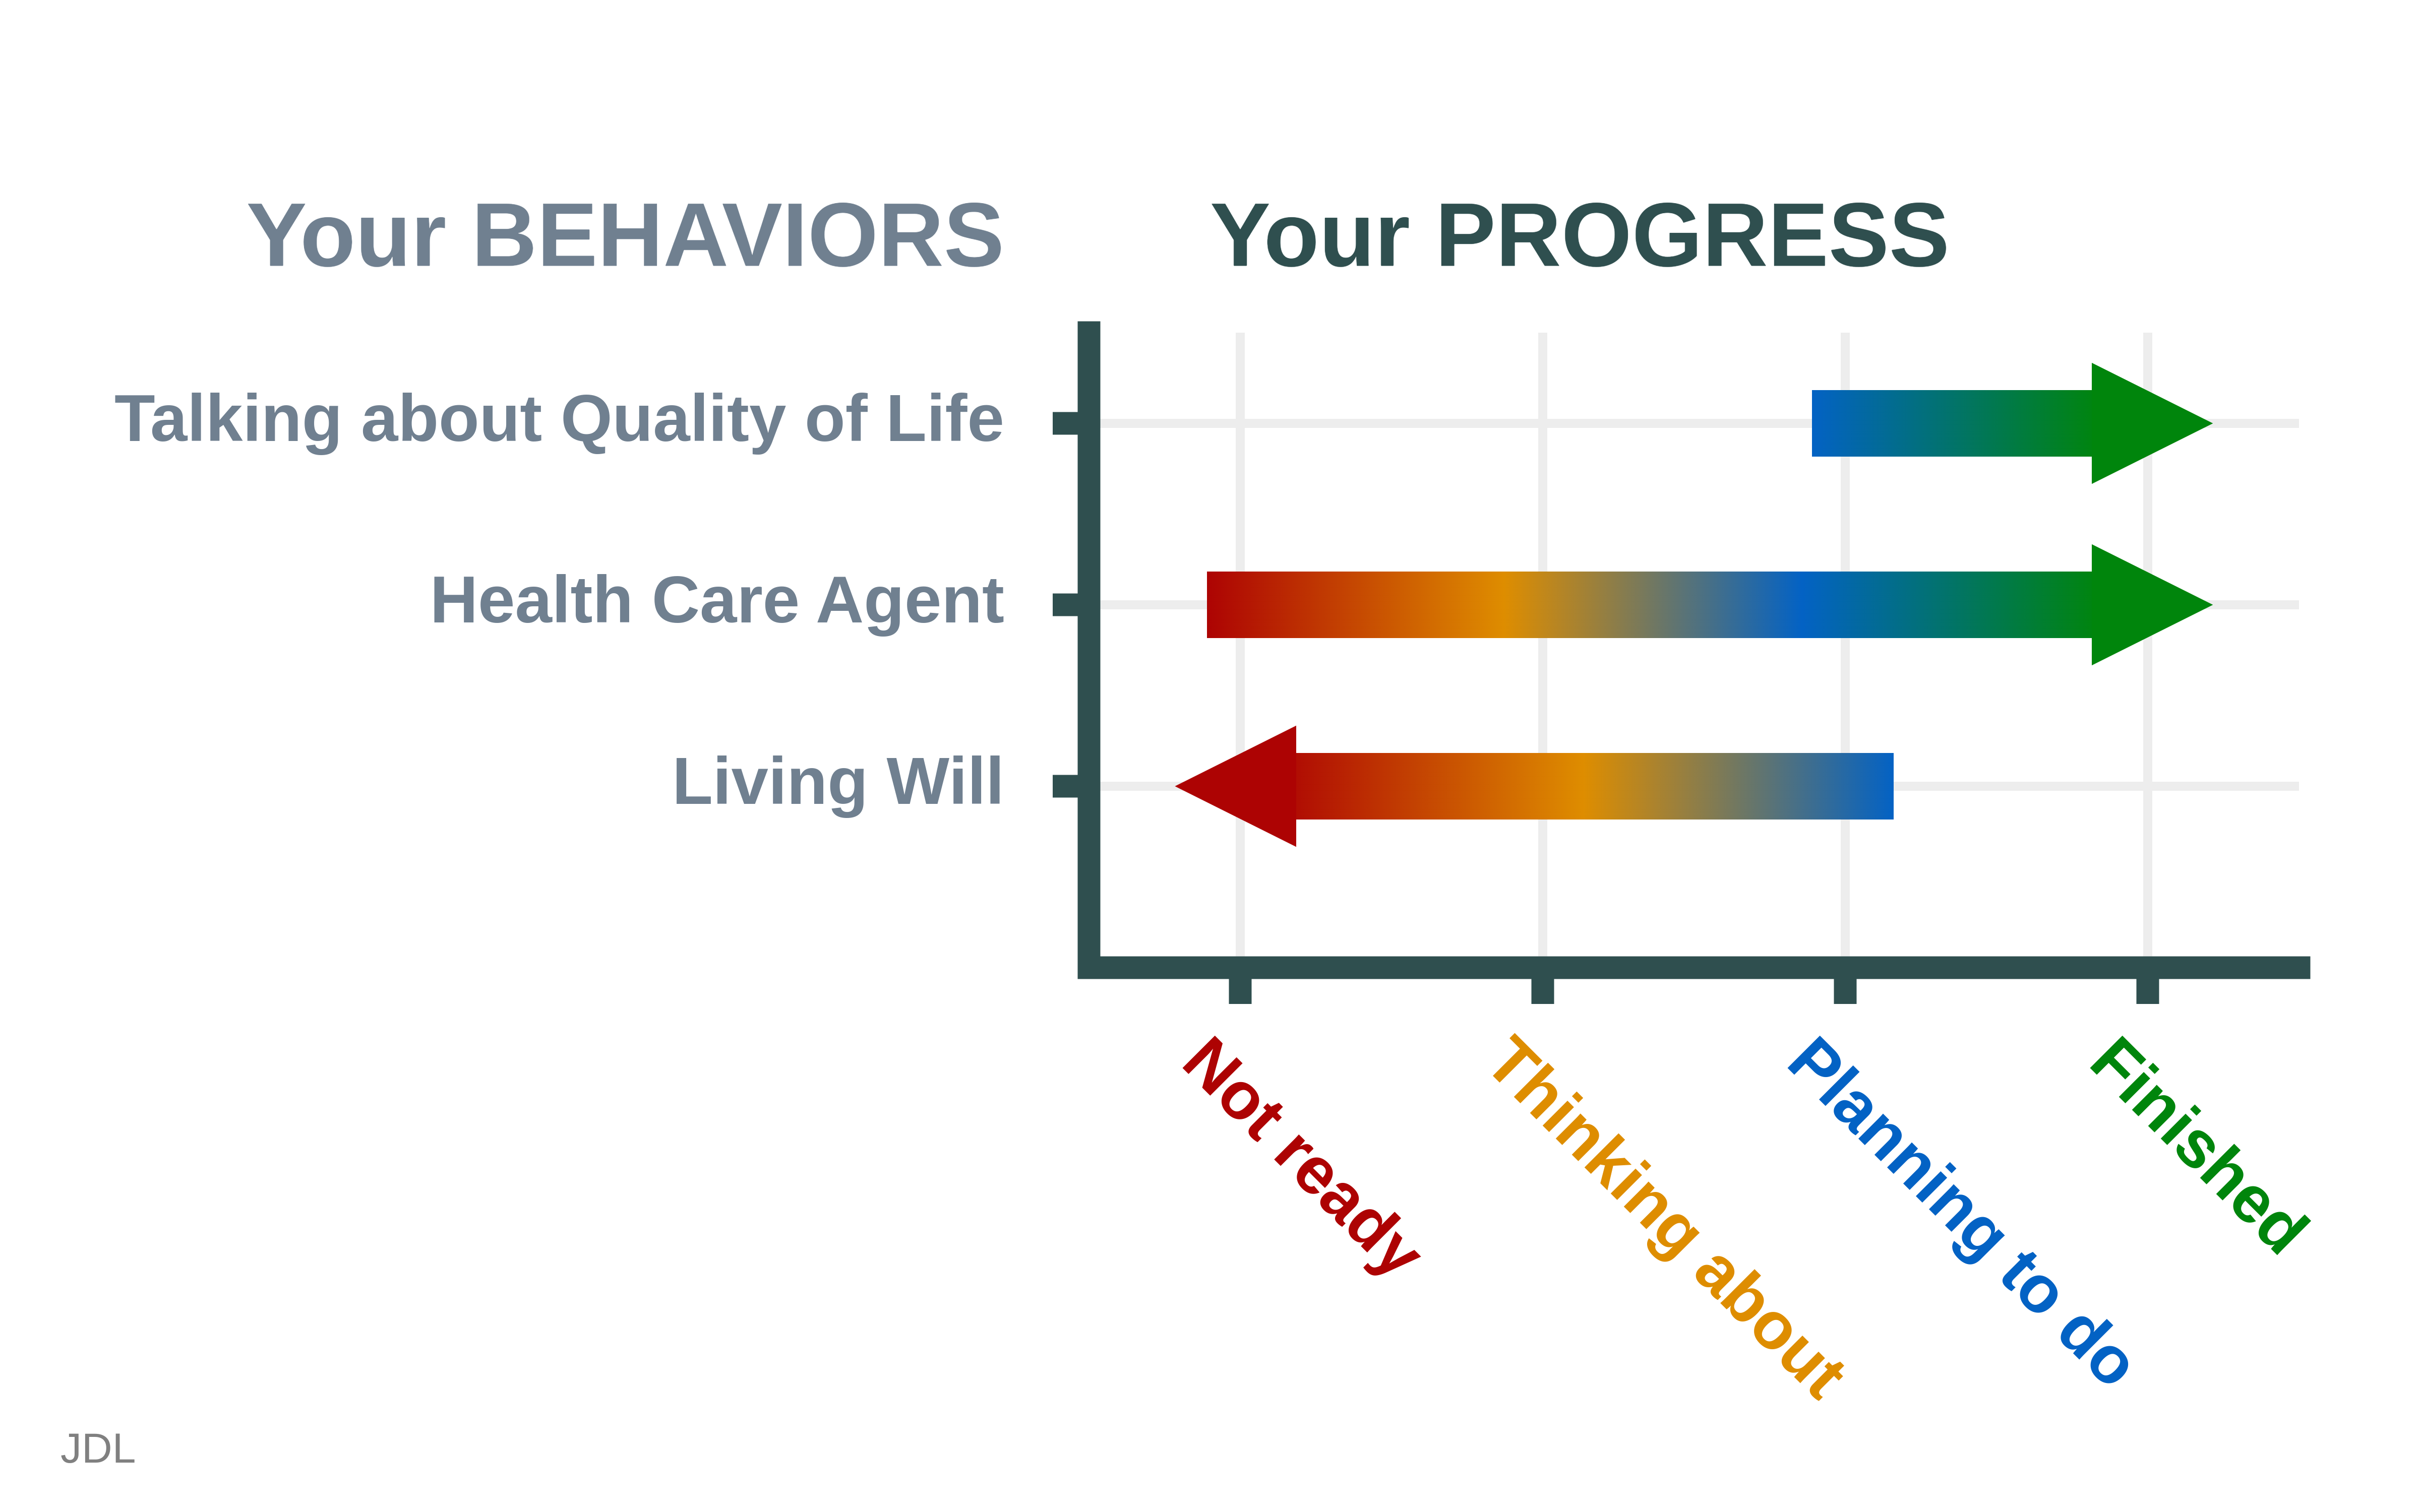 Your BEHAVIORS
Your PROGRESS
Talking about Quality of Life
Health Care Agent
Living Will
Not ready
Thinking about
Planning to do
Finished
JDL